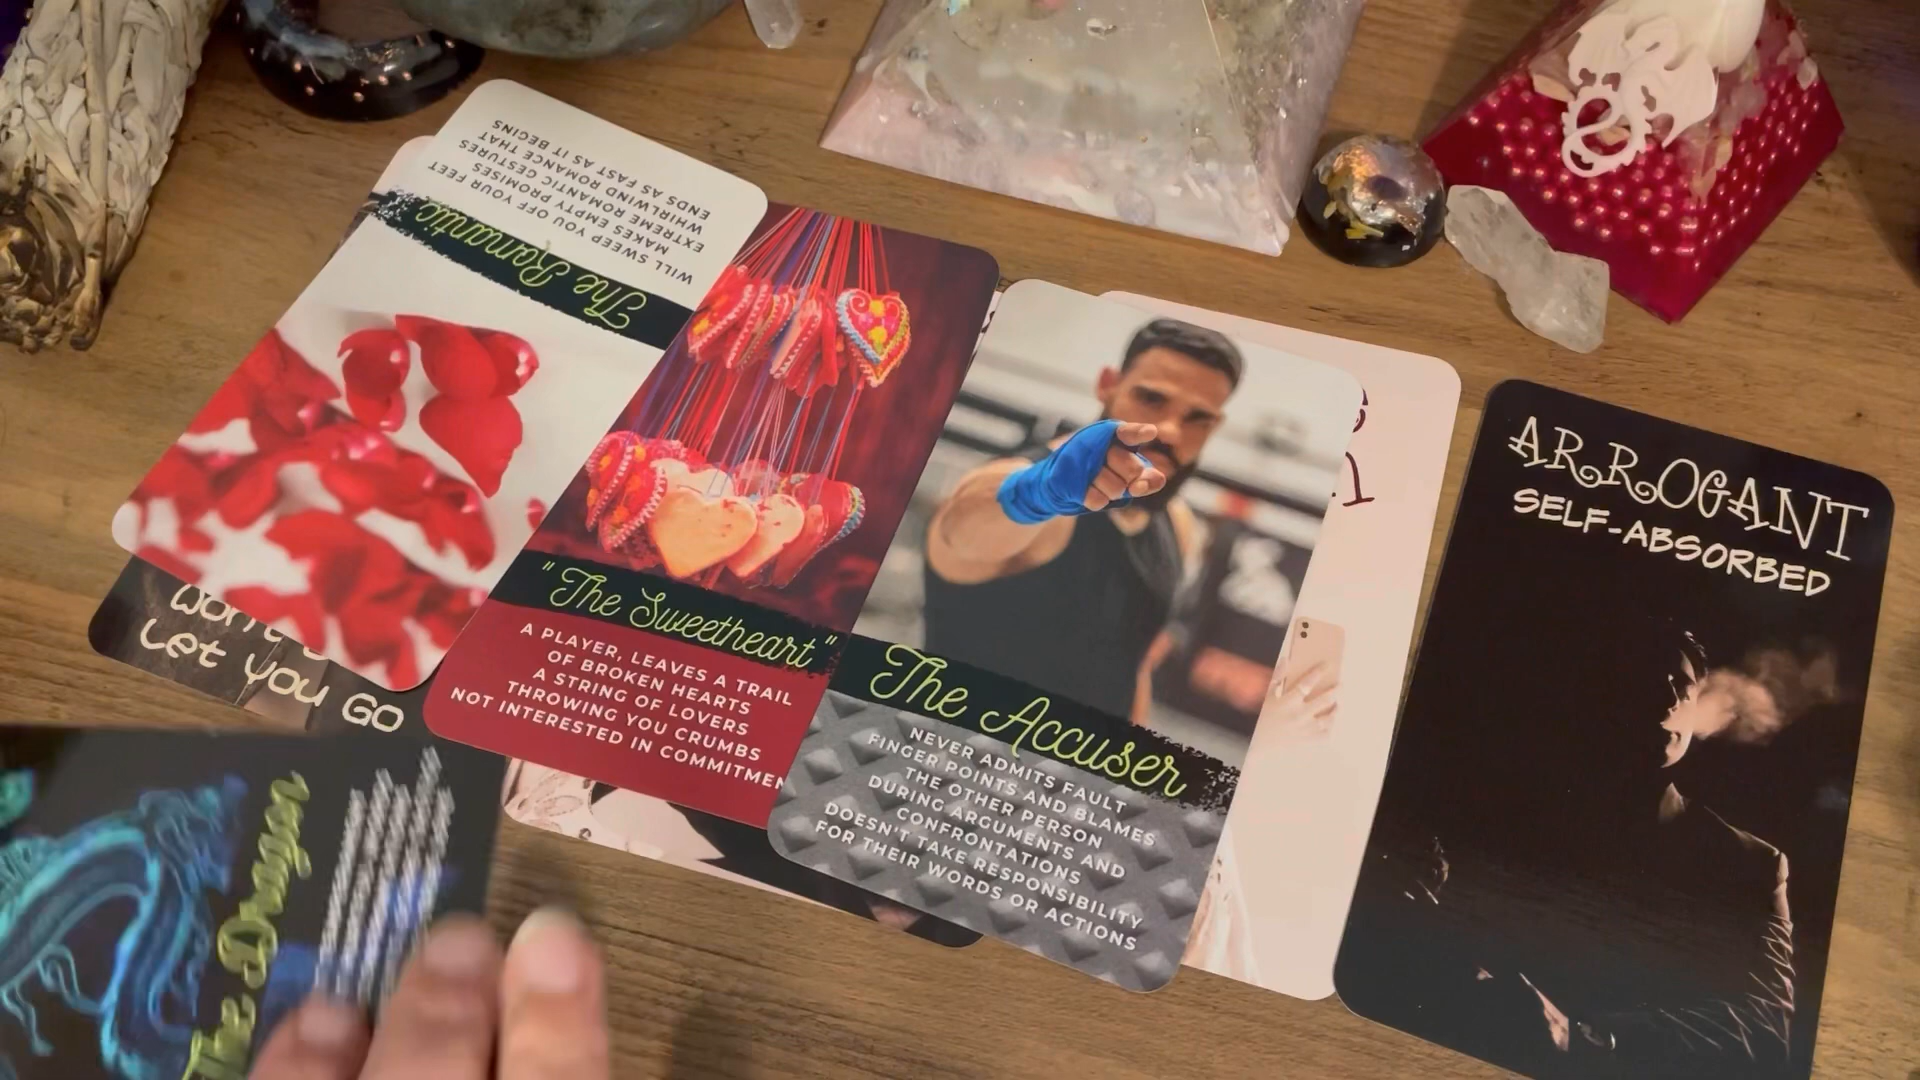 The Romantic
WILL SWEEP YOU OFF YOUR FEET
MAKES EMPTY PROMISES
EXTREME ROMANTIC GESTURES
WHIRLWIND ROMANCE THAT
ENDS AS FAST AS IT BEGINS
Let you GO
"The Sweetheart"
A PLAYER, LEAVES A TRAIL
OF BROKEN HEARTS
A STRING OF LOVERS
THROWING YOU CRUMBS
NOT INTERESTED IN COMMITMEN
The Accuser
NEVER ADMITS FAULT
FINGER POINTS AND BLAMES
THE OTHER PERSON
DURING ARGUMENTS AND
CONFRONTATIONS
DOESN'T TAKE RESPONSIBILITY
FOR THEIR WORDS OR ACTIONS
ARROGANT
SELF-ABSORBED
The Dragon